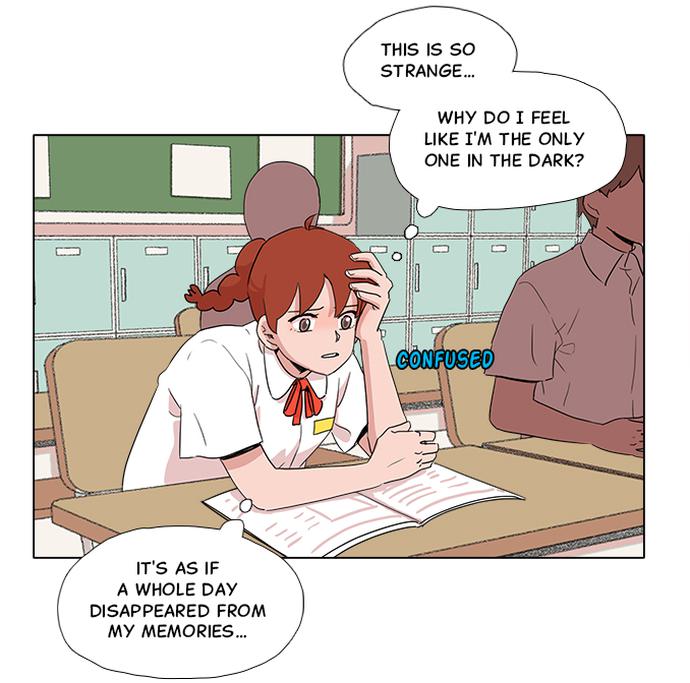 THIS IS SO
STRANGE...
WHY DO I FEEL
LIKE I'M THE ONLY
ONE IN THE DARK?
CONFUSED
IT'S AS IF
A WHOLE DAY
DISAPPEARED FROM
MY MEMORIES...